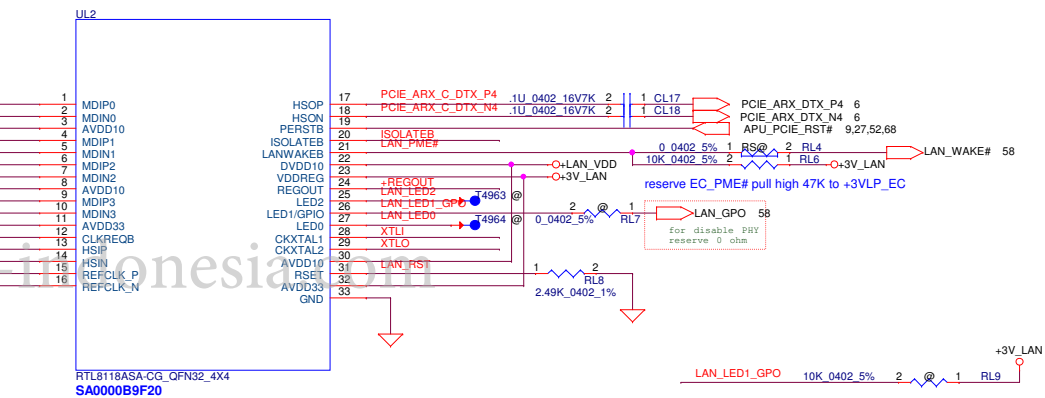 UL2
1 MDIP0
2 MDIN0
3 AVDD10
4 MDIP1
5 MDIN1
6 MDIP2
7 MDIN2
8 AVDD10
9 MDIP3
10 MDIN3
11 AVDD33
12 CLKREQB
13 HSIP
14 HSIN
15 REFCLK_P
16 REFCLK_N
HSOP 17 PCIE_ARX_C_DTX_P4 .1U_0402_16V7K 2 1 CL17 PCIE_ARX_DTX_P4 6
HSON 18 PCIE_ARX_C_DTX_N4 .1U_0402_16V7K 2 1 CL18 PCIE_ARX_DTX_N4 6
PERSTB 19 APU_PCIE_RST# 9,27,52,68
ISOLATEB 20 ISOLATEB
LANWAKEB 21 LAN_PME# 0_0402_5% 1 RS@ 2 RL4 LAN_WAKE# 58
DVDD10 22 +LAN_VDD 10K_0402_5% 1 2 RL6 +3V_LAN
VDDREG 23 +3V_LAN
reserve EC_PME# pull high 47K to +3VLP_EC
REGOUT 24 +REGOUT
LED2 25 LAN_LED2 T4963 @
LED1/GPIO 26 LAN_LED1_GPO 0_0402_5% 2 @ 1 RL7 LAN_GPO 58
LED0 27 LAN_LED0 T4964 @
for disable PHY
reserve 0 ohm
CKXTAL1 28 XTLI
CKXTAL2 29 XTLO
AVDD10 30
RSET 31 LAN_RST 1 2 RL8
2.49K_0402_1%
AVDD33 32
GND 33
-indonesia.com
RTL8118ASA-CG_QFN32_4X4
SA0000B9F20
+3V_LAN
LAN_LED1_GPO 10K_0402_5% 2 @ 1 RL9